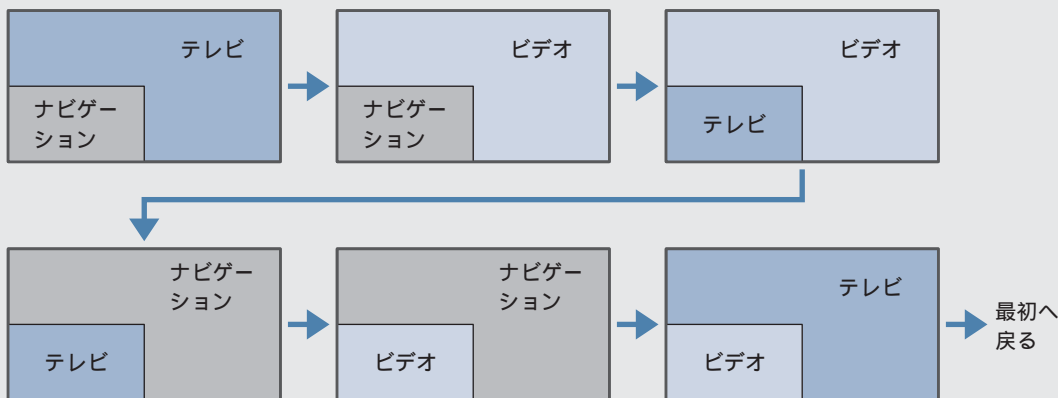 テレビ
ナビゲー
ション
ビデオ
ナビゲー
ション
ビデオ
テレビ
ナビゲー
ション
テレビ
ナビゲー
ション
ビデオ
テレビ
ビデオ
最初へ
戻る